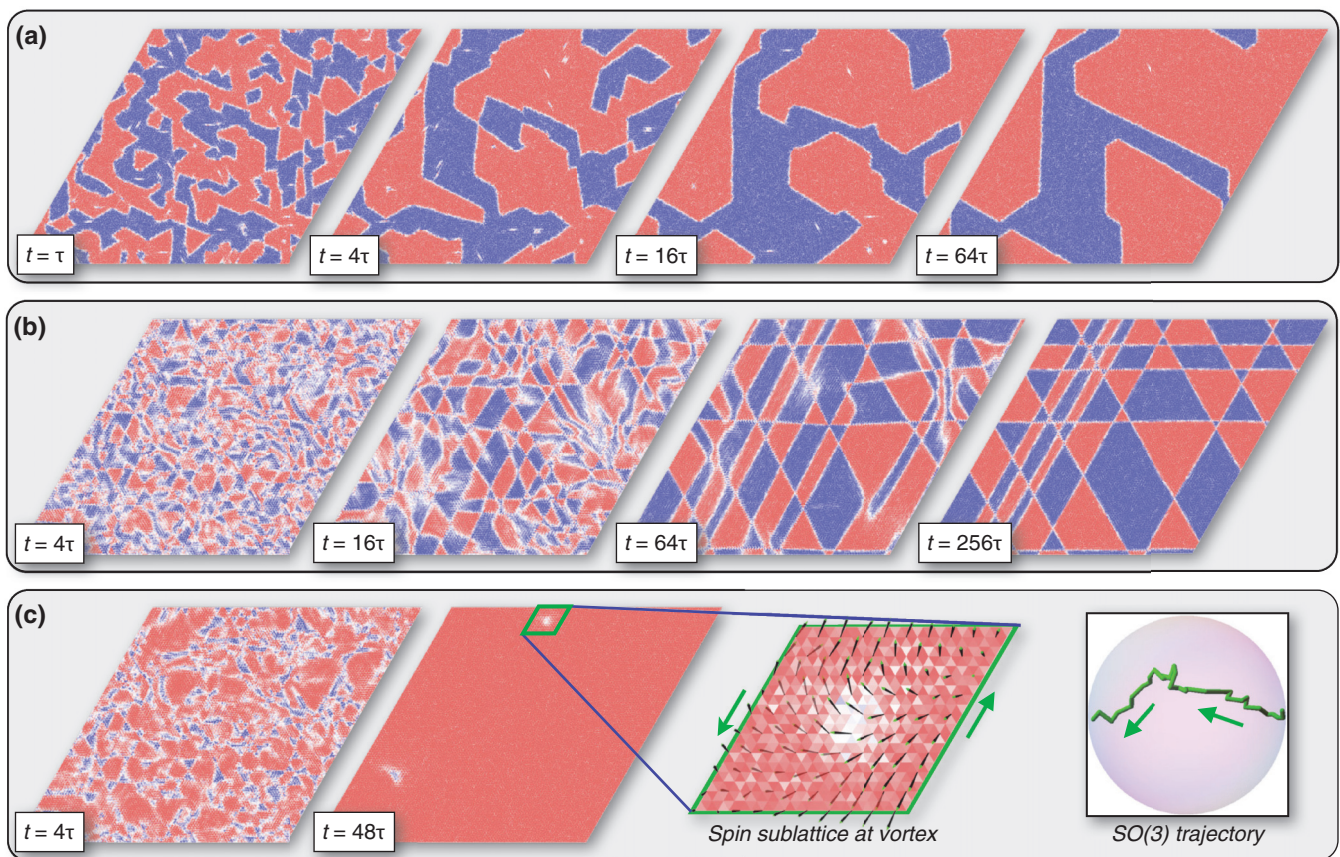 (a)
t = τ
t = 4τ
t = 16τ
t = 64τ
(b)
t = 4τ
t = 16τ
t = 64τ
t = 256τ
(c)
t = 4τ
t = 48τ
Spin sublattice at vortex
SO(3) trajectory